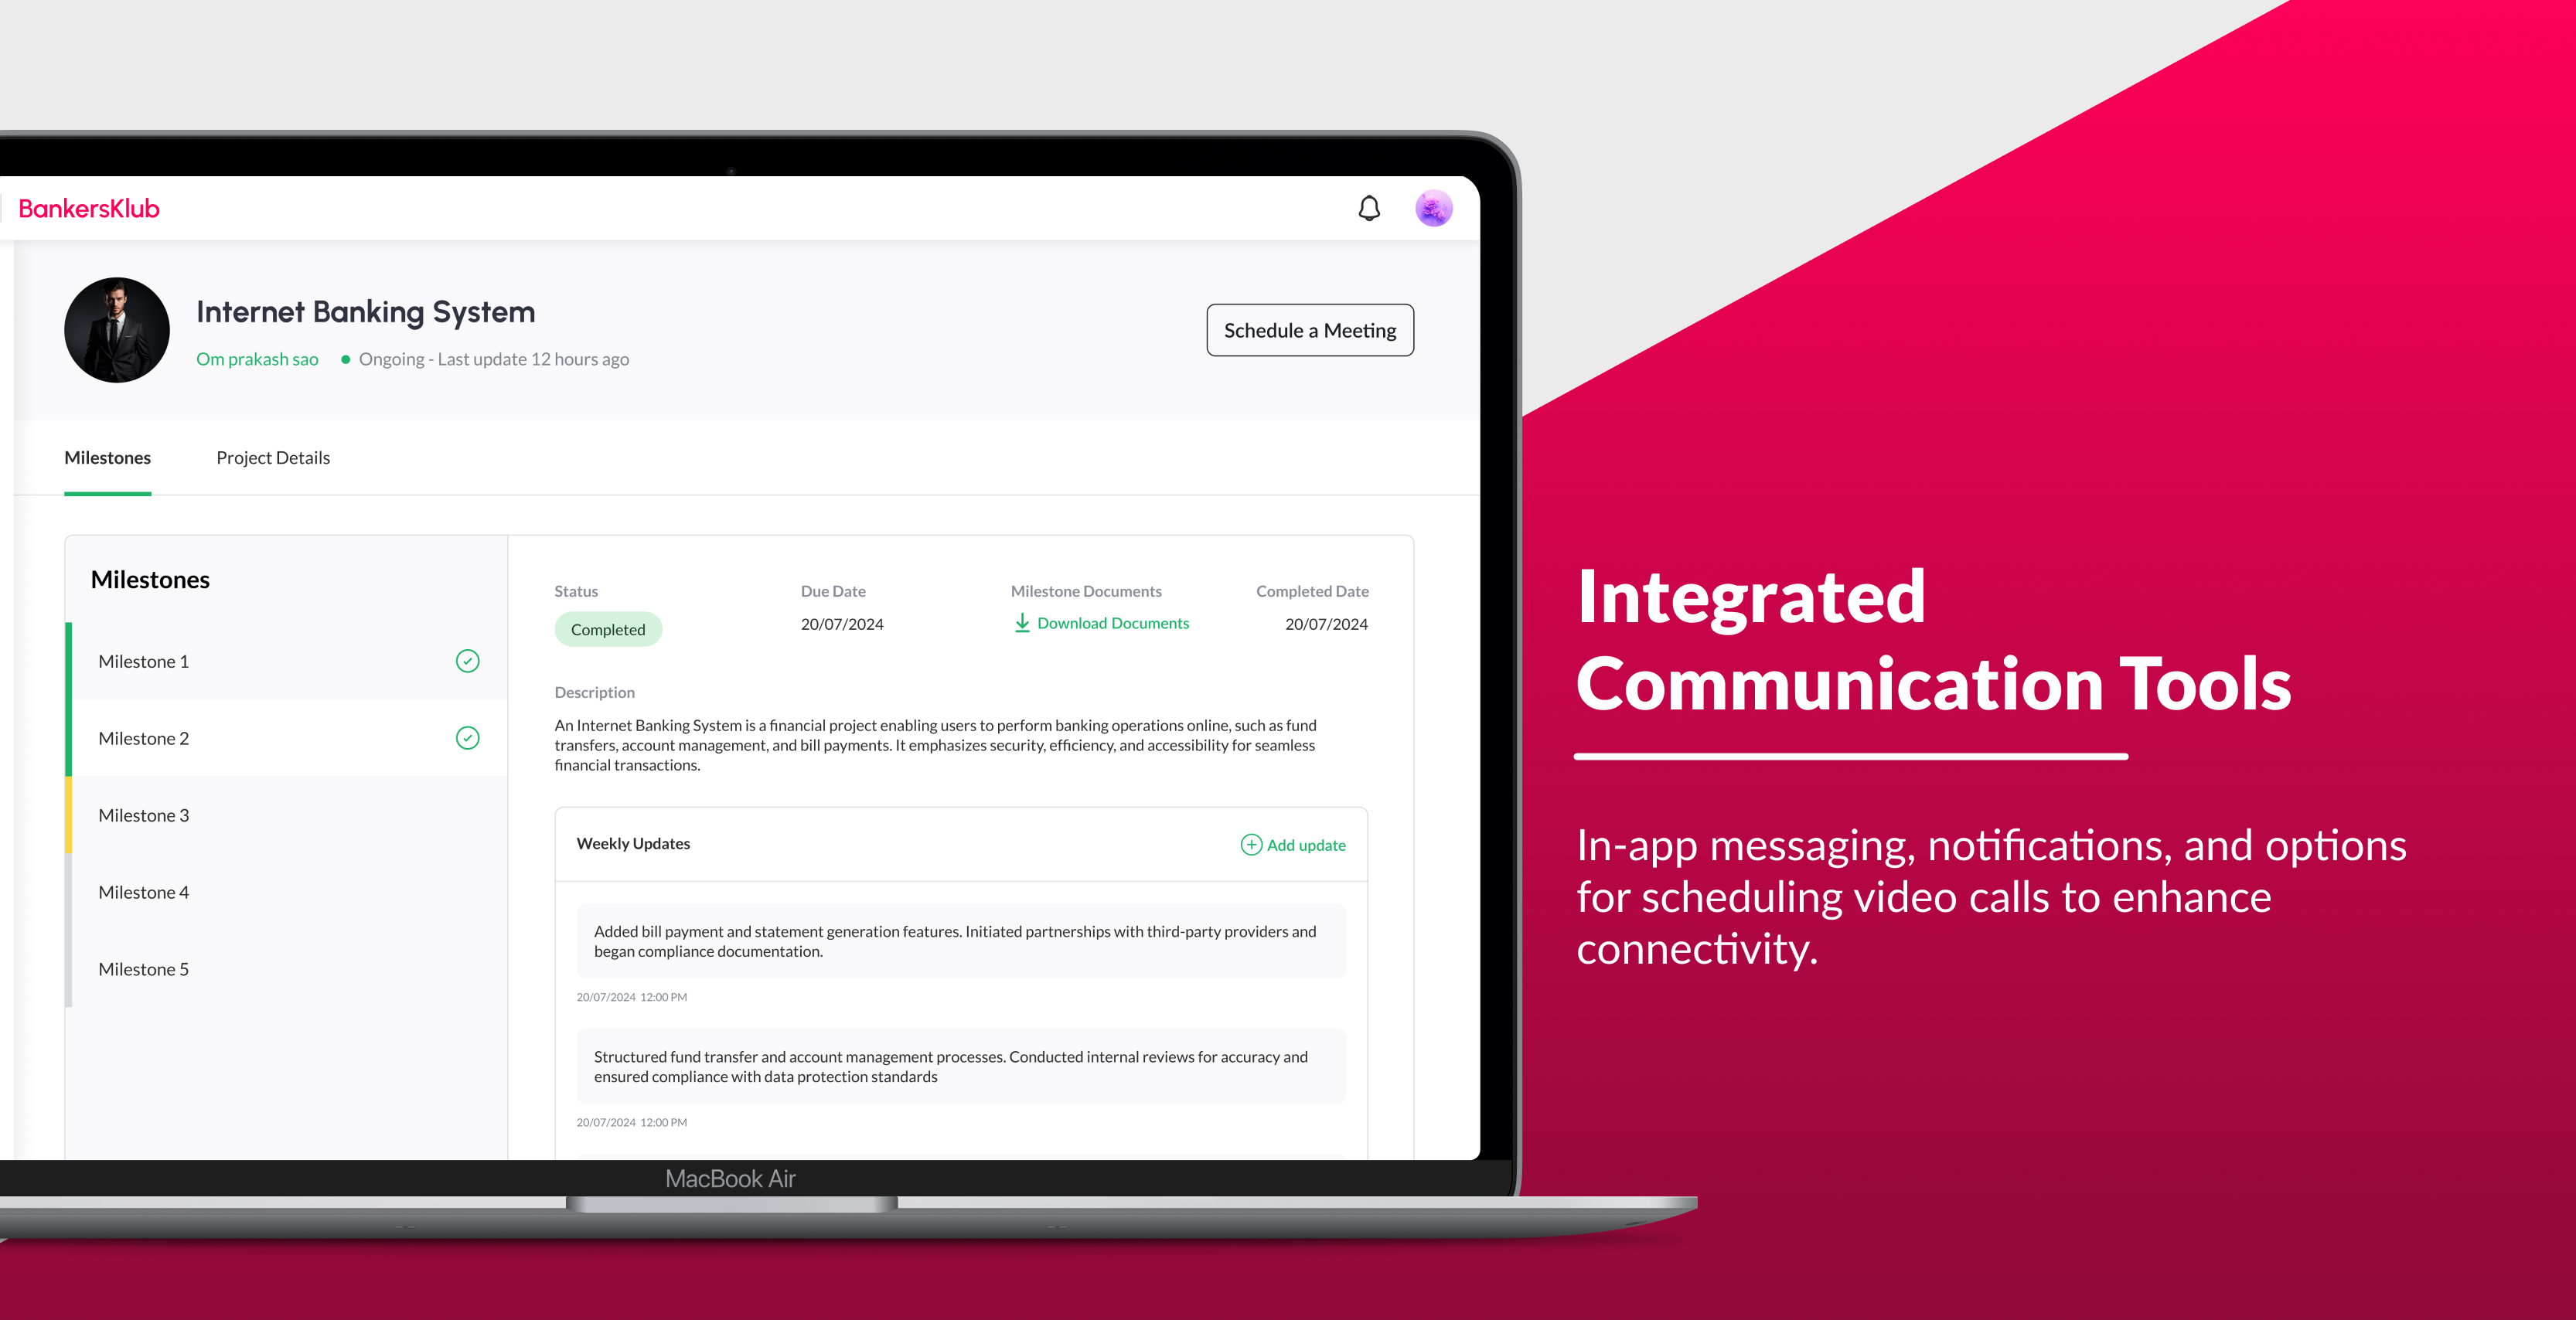 BankersKlub
Internet Banking System
Om prakash sao
Ongoing - Last update 12 hours ago
Schedule a Meeting
Milestones
Project Details
Milestones
Milestone 1
Milestone 2
Milestone 3
Milestone 4
Milestone 5
Status
Completed
Due Date
20/07/2024
Milestone Documents
Download Documents
Completed Date
20/07/2024
Description
An Internet Banking System is a financial project enabling users to perform banking operations online, such as fund
transfers, account management, and bill payments. It emphasizes security, efficiency, and accessibility for seamless
financial transactions.
Weekly Updates
Add update
Added bill payment and statement generation features. Initiated partnerships with third-party providers and
began compliance documentation.
20/07/2024 12:00 PM
Structured fund transfer and account management processes. Conducted internal reviews for accuracy and
ensured compliance with data protection standards
20/07/2024 12:00 PM
MacBook Air
Integrated
Communication Tools
In-app messaging, notifications, and options
for scheduling video calls to enhance
connectivity.